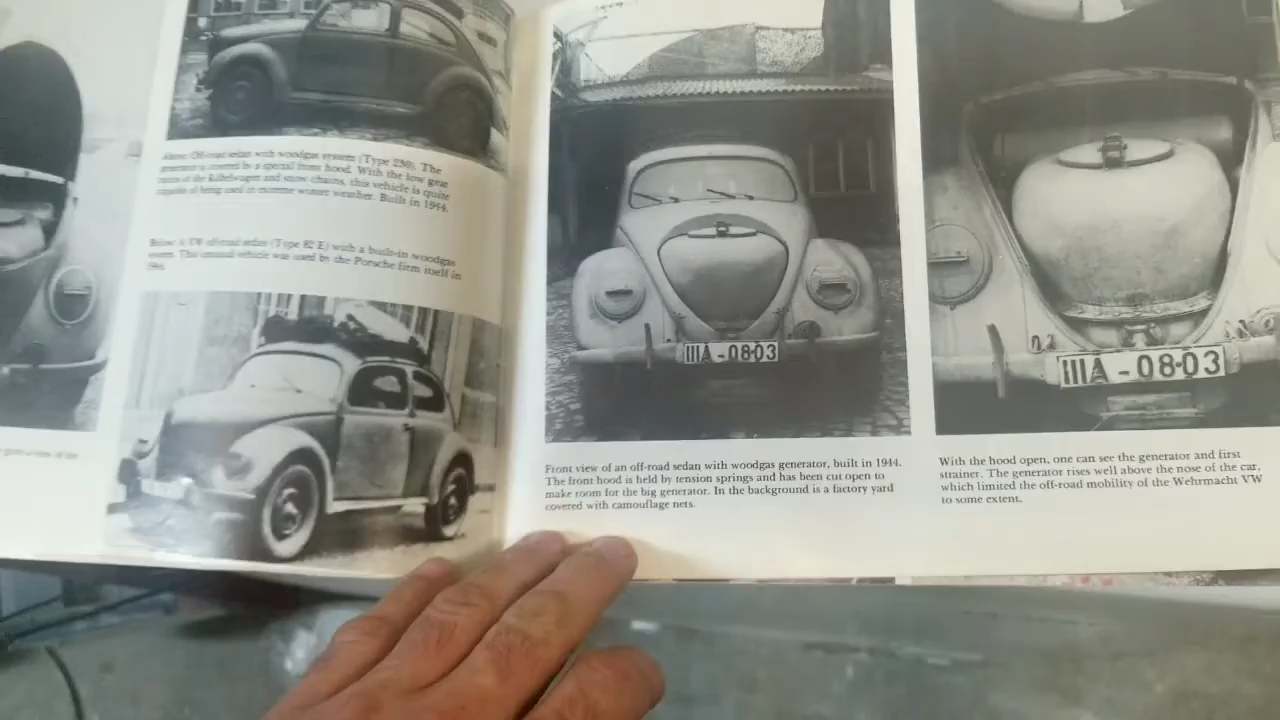 Above: Off-road sedan with woodgas system (Type 230). The
generator is covered by a special front hood. With the low gear
of the Kübelwagen and snow chains, this vehicle is quite
capable of being used in extreme winter weather. Built in 1944.
Below: A VW off-road sedan (Type 82 E) with a built-in woodgas
system. This unusual vehicle was used by the Porsche firm itself in
IIIA-0803
Front view of an off-road sedan with woodgas generator, built in 1944.
The front hood is held by tension springs and has been cut open to
make room for the big generator. In the background is a factory yard
covered with camouflage nets.
IIIA-0803
With the hood open, one can see the generator and first
strainer. The generator rises well above the nose of the car,
which limited the off-road mobility of the Wehrmacht VW
to some extent.